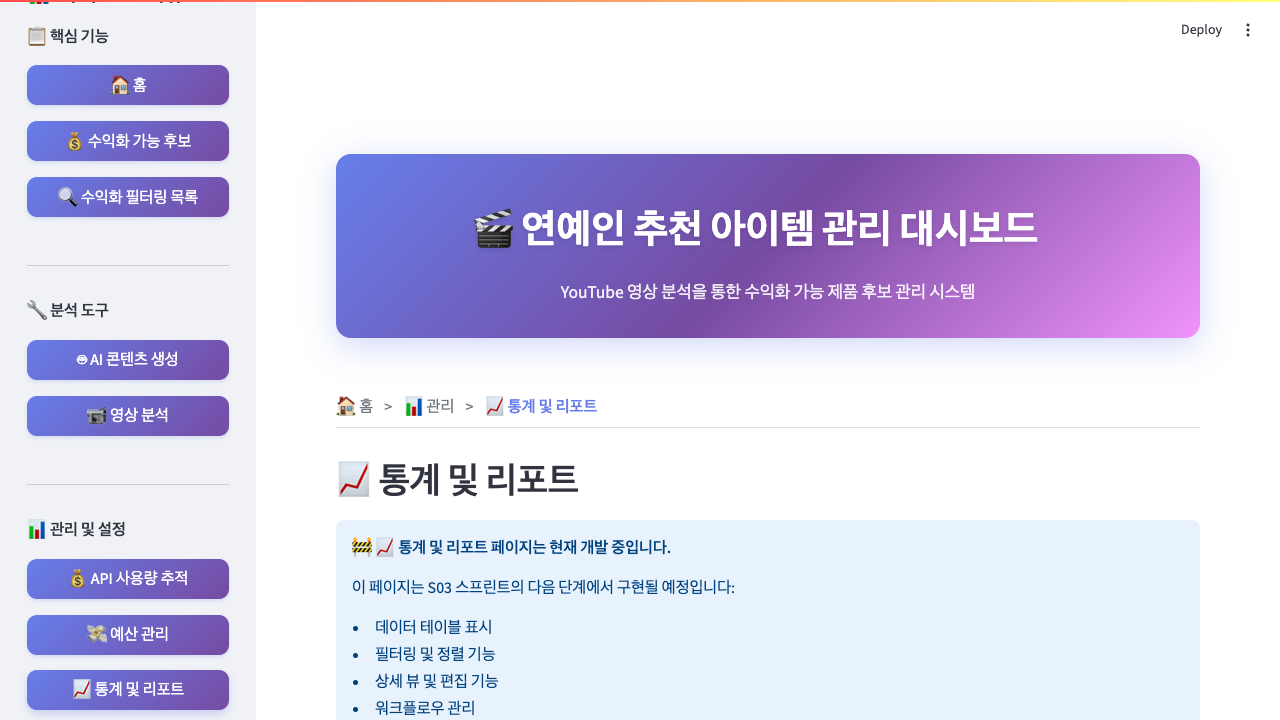 핵심 기능
홈
수익화 가능 후보
수익화 필터링 목록
분석 도구
AI 콘텐츠 생성
영상 분석
관리 및 설정
API 사용량 추적
예산 관리
통계 및 리포트
Deploy
연예인 추천 아이템 관리 대시보드
YouTube 영상 분석을 통한 수익화 가능 제품 후보 관리 시스템
홈 > 관리 > 통계 및 리포트
통계 및 리포트
통계 및 리포트 페이지는 현재 개발 중입니다.
이 페이지는 S03 스프린트의 다음 단계에서 구현될 예정입니다:
• 데이터 테이블 표시
• 필터링 및 정렬 기능
• 상세 뷰 및 편집 기능
• 워크플로우 관리